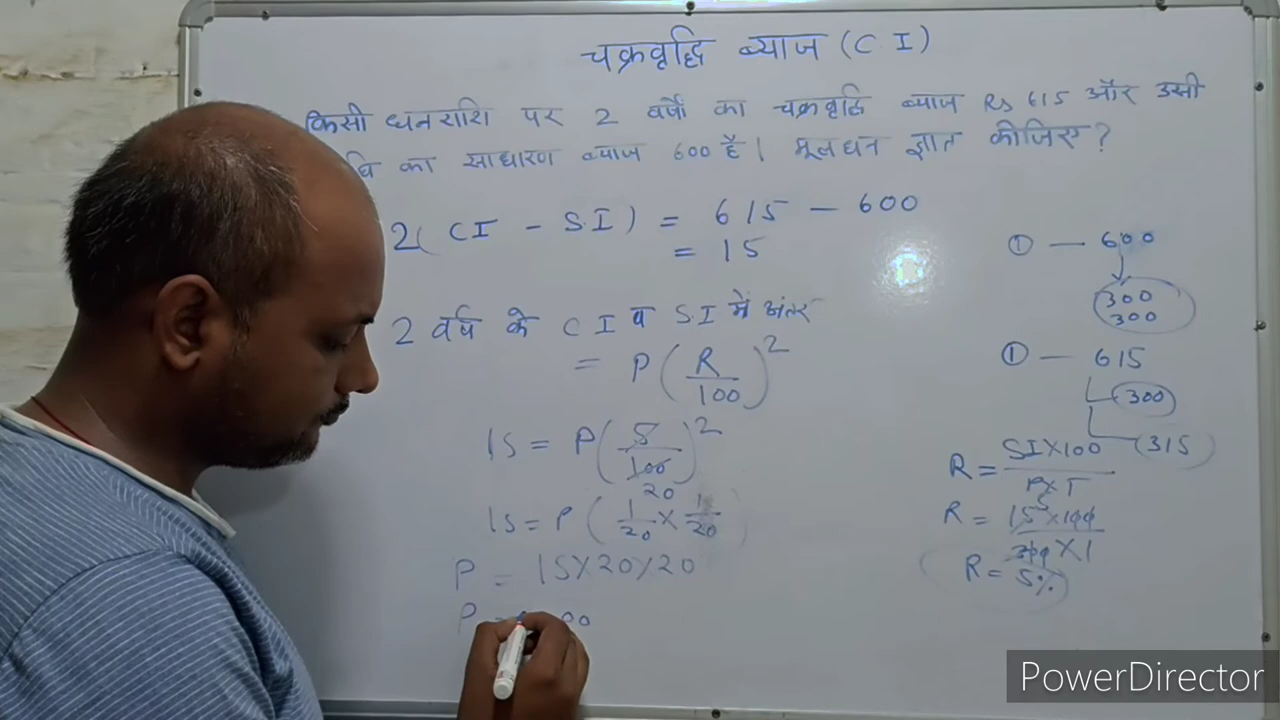 चक्रवृद्धि ब्याज (C I)
किसी धनराशि पर 2 वर्षों का चक्रवृद्धि ब्याज Rs 615 और उसी
का साधारण ब्याज 600 है। मूलधन ज्ञात कीजिए?
2( CI - S.I ) = 615 - 600
= 15
2 वर्ष के C I व S.I में अंतर
= P ( R / 100 )²
15 = P ( 5 / 100 )²
20
15 = P ( 1/20 × 1/20
P = 15×20×20
P =
① — 600
300
300
① — 615
300
315
R = SI×100 / P×T
R = 15×100 / 300×1
5
R = 5%
PowerDirector